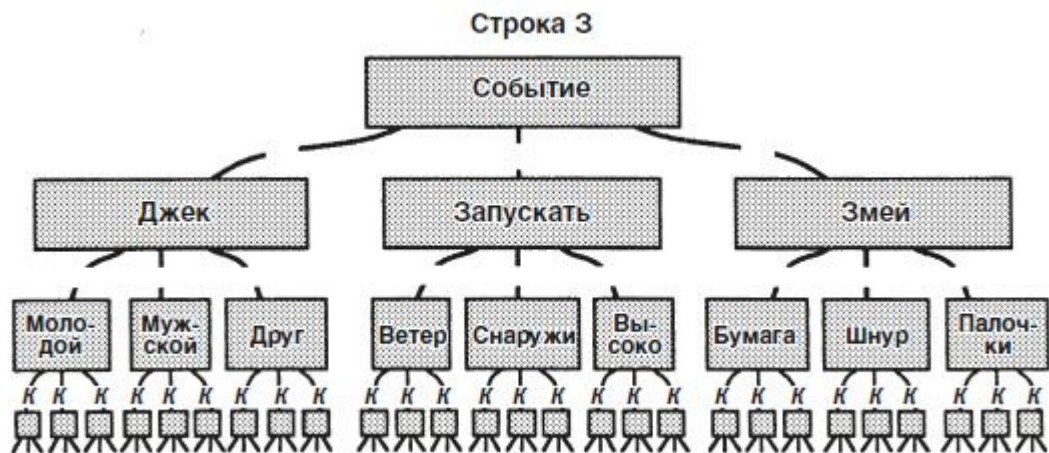 Строка 3
Событие
Джек Запускать Змей
Моло-
дой
Муж-
ской
Друг
Ветер
Снаружи
Вы-
соко
Бумага
Шнур
Палоч-
ки
К К К К К К К К К К К К К К К К К К К К К К К К К К К